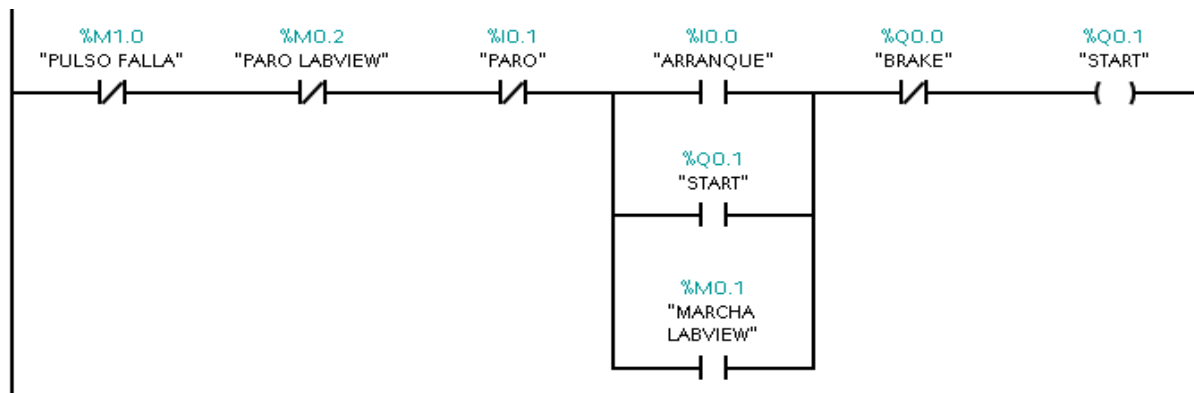 %M1.0
"PULSO FALLA"
%M0.2
"PARO LABVIEW"
%I0.1
"PARO"
%I0.0
"ARRANQUE"
%Q0.0
"BRAKE"
%Q0.1
"START"
%Q0.1
"START"
%M0.1
"MARCHA
LABVIEW"